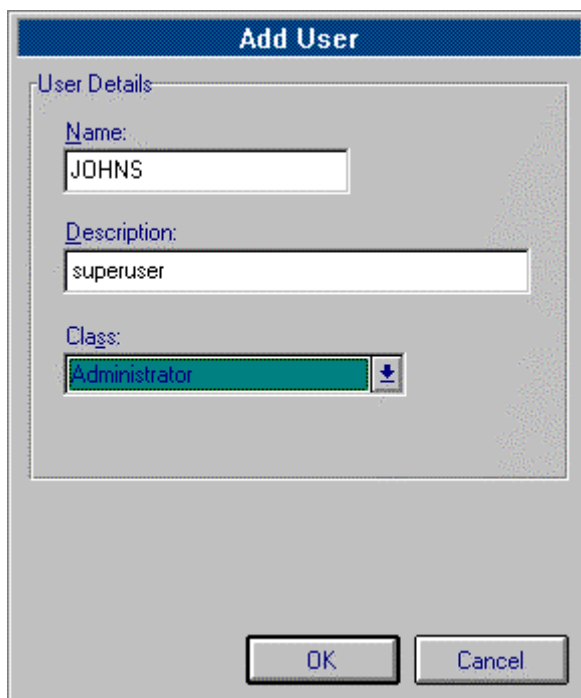 Add User
User Details
Name:
JOHNS
Description:
superuser
Class:
Administrator
OK
Cancel